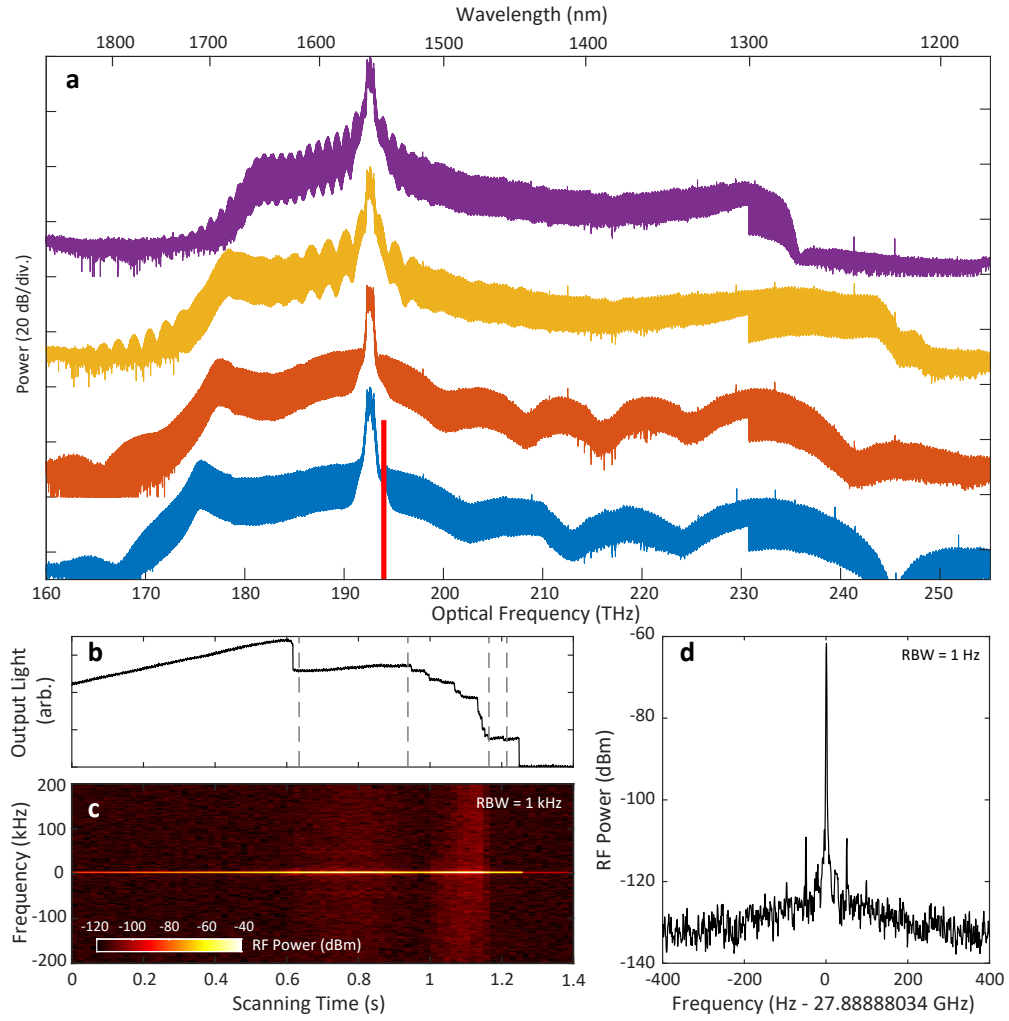 Wavelength (nm)
1800 1700 1600 1500 1400 1300 1200
a
Power (20 dB/div.)
160 170 180 190 200 210 220 230 240 250
Optical Frequency (THz)
b
Output Light
(arb.)
200
100
0
-100
-200
Frequency (kHz)
c
RBW = 1 kHz
-120 -100 -80 -60 -40
RF Power (dBm)
0 0.2 0.4 0.6 0.8 1 1.2 1.4
Scanning Time (s)
d
RBW = 1 Hz
-60
-80
-100
-120
-140
RF Power (dBm)
-400 -200 0 200 400
Frequency (Hz - 27.88888034 GHz)